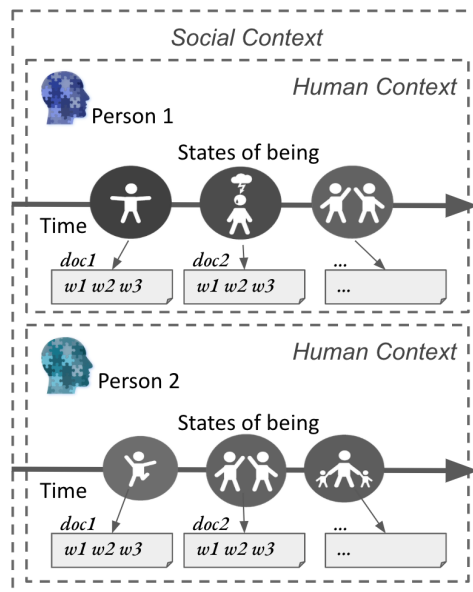 Social Context
Human Context
Person 1
States of being
Time
doc1 doc2 ...
w1 w2 w3 w1 w2 w3 ...
Human Context
Person 2
States of being
Time
doc1 doc2 ...
w1 w2 w3 w1 w2 w3 ...